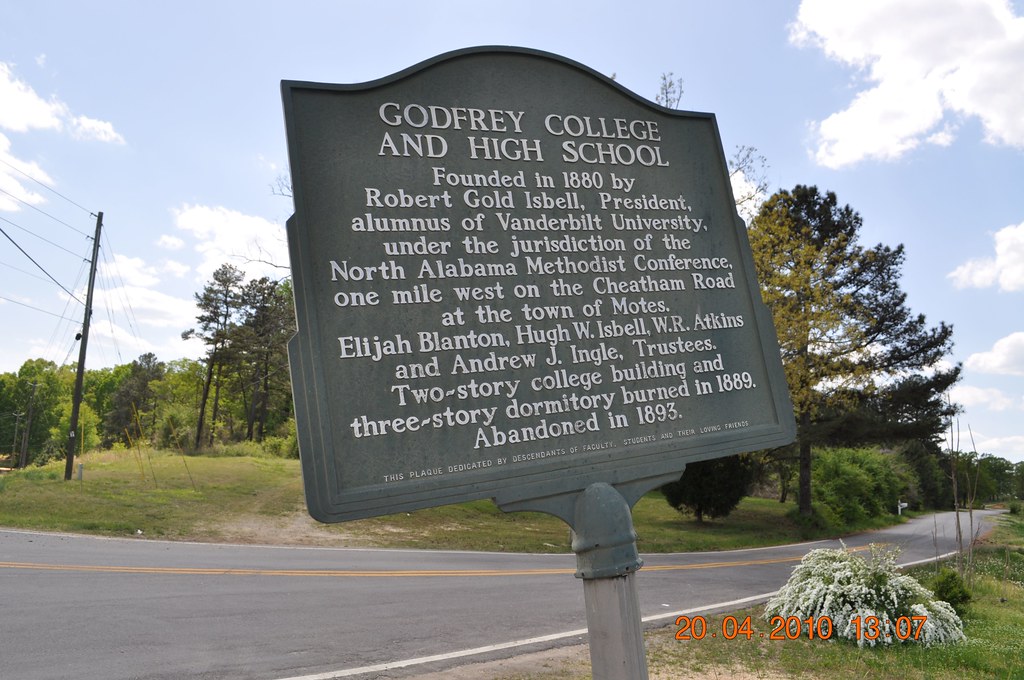 GODFREY COLLEGE
AND HIGH SCHOOL
Founded in 1880 by
Robert Gold Isbell, President,
alumnus of Vanderbilt University,
under the jurisdiction of the
North Alabama Methodist Conference,
one mile west on the Cheatham Road
at the town of Motes.
Elijah Blanton, Hugh W. Isbell, W.R. Atkins
and Andrew J. Ingle, Trustees.
Two-story college building and
three-story dormitory burned in 1889.
Abandoned in 1893.
THIS PLAQUE DEDICATED BY DESCENDANTS OF FACULTY, STUDENTS AND THEIR LOVING FRIENDS
20.04.2010 13:07